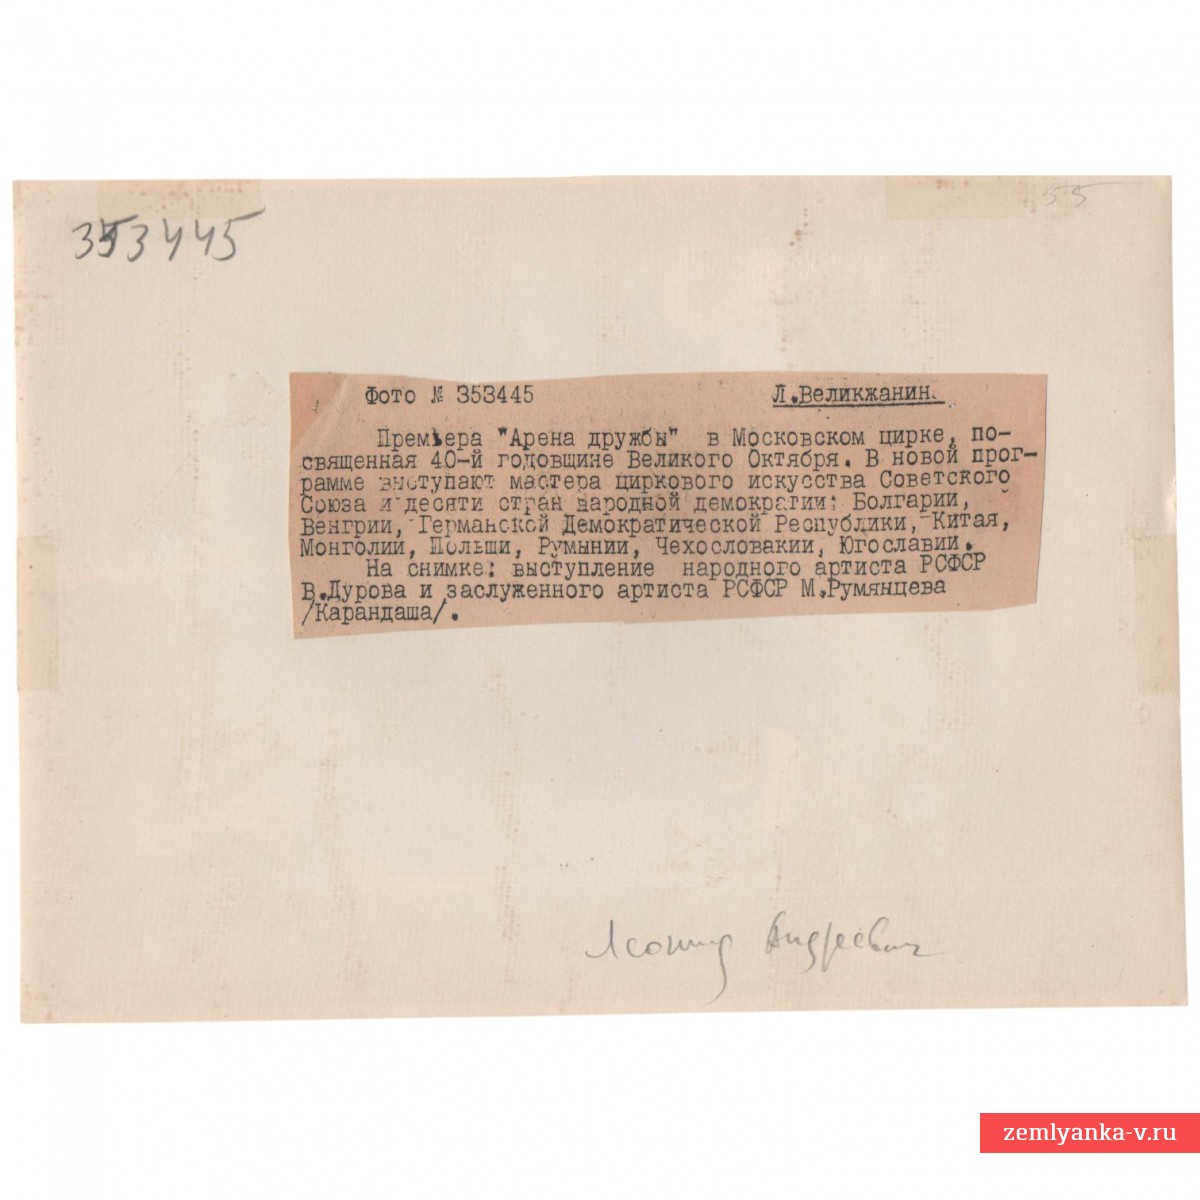 55
353445
Фото № 353445 Л.Великжанин.
Премьера "Арена дружбы" в Московском цирке, по-
священная 40-й годовщине Великого Октября. В новой прог-
рамме выступают мастера циркового искусства Советского
Союза и десяти стран народной демократии: Болгарии,
Венгрии, Германской Демократической Республики, Китая,
Монголии, Польши, Румынии, Чехословакии, Югославии.
На снимке: выступление народного артиста РСФСР
В.Дурова и заслуженного артиста РСФСР М.Румянцева
/Карандаша/.
Леонид Андреевич
zemlyanka-v.ru